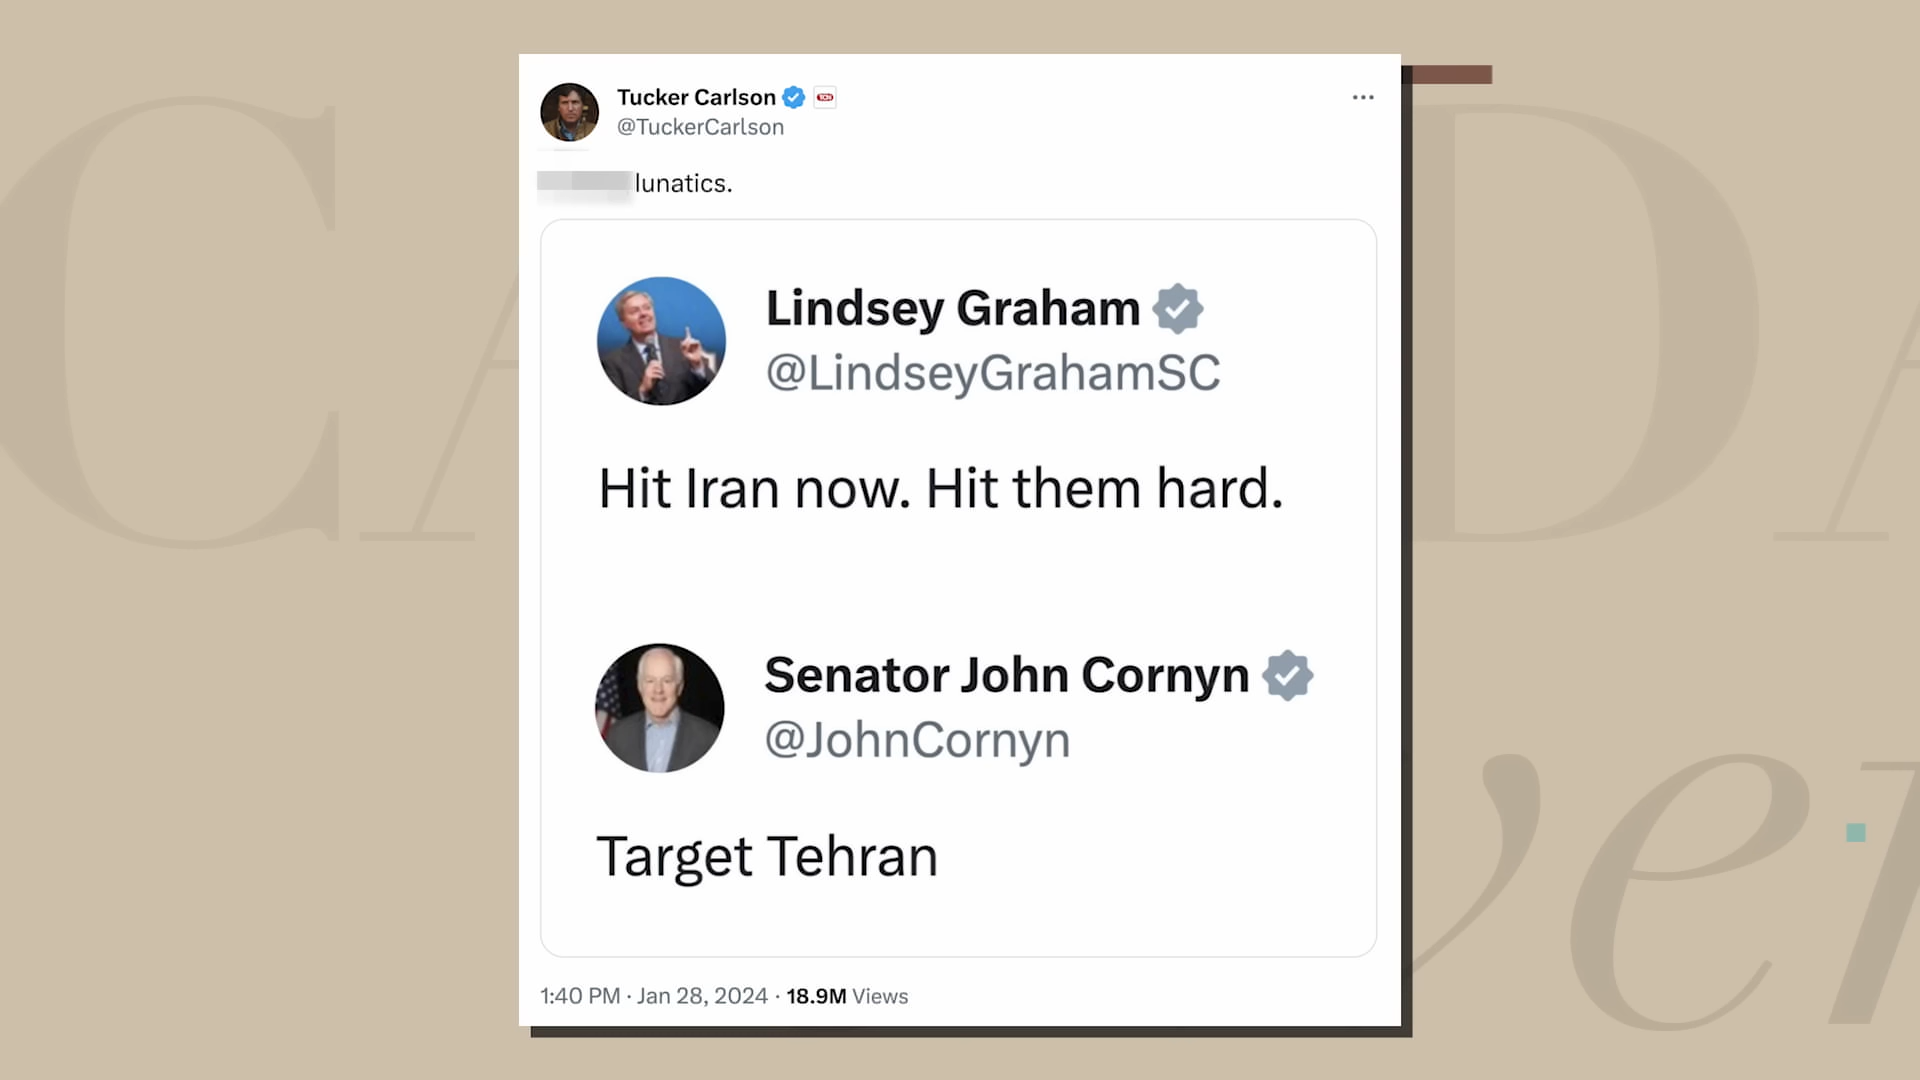 Tucker Carlson
@TuckerCarlson
lunatics.
Lindsey Graham
@LindseyGrahamSC
Hit Iran now. Hit them hard.
Senator John Cornyn
@JohnCornyn
Target Tehran
1:40 PM · Jan 28, 2024 · 18.9M Views